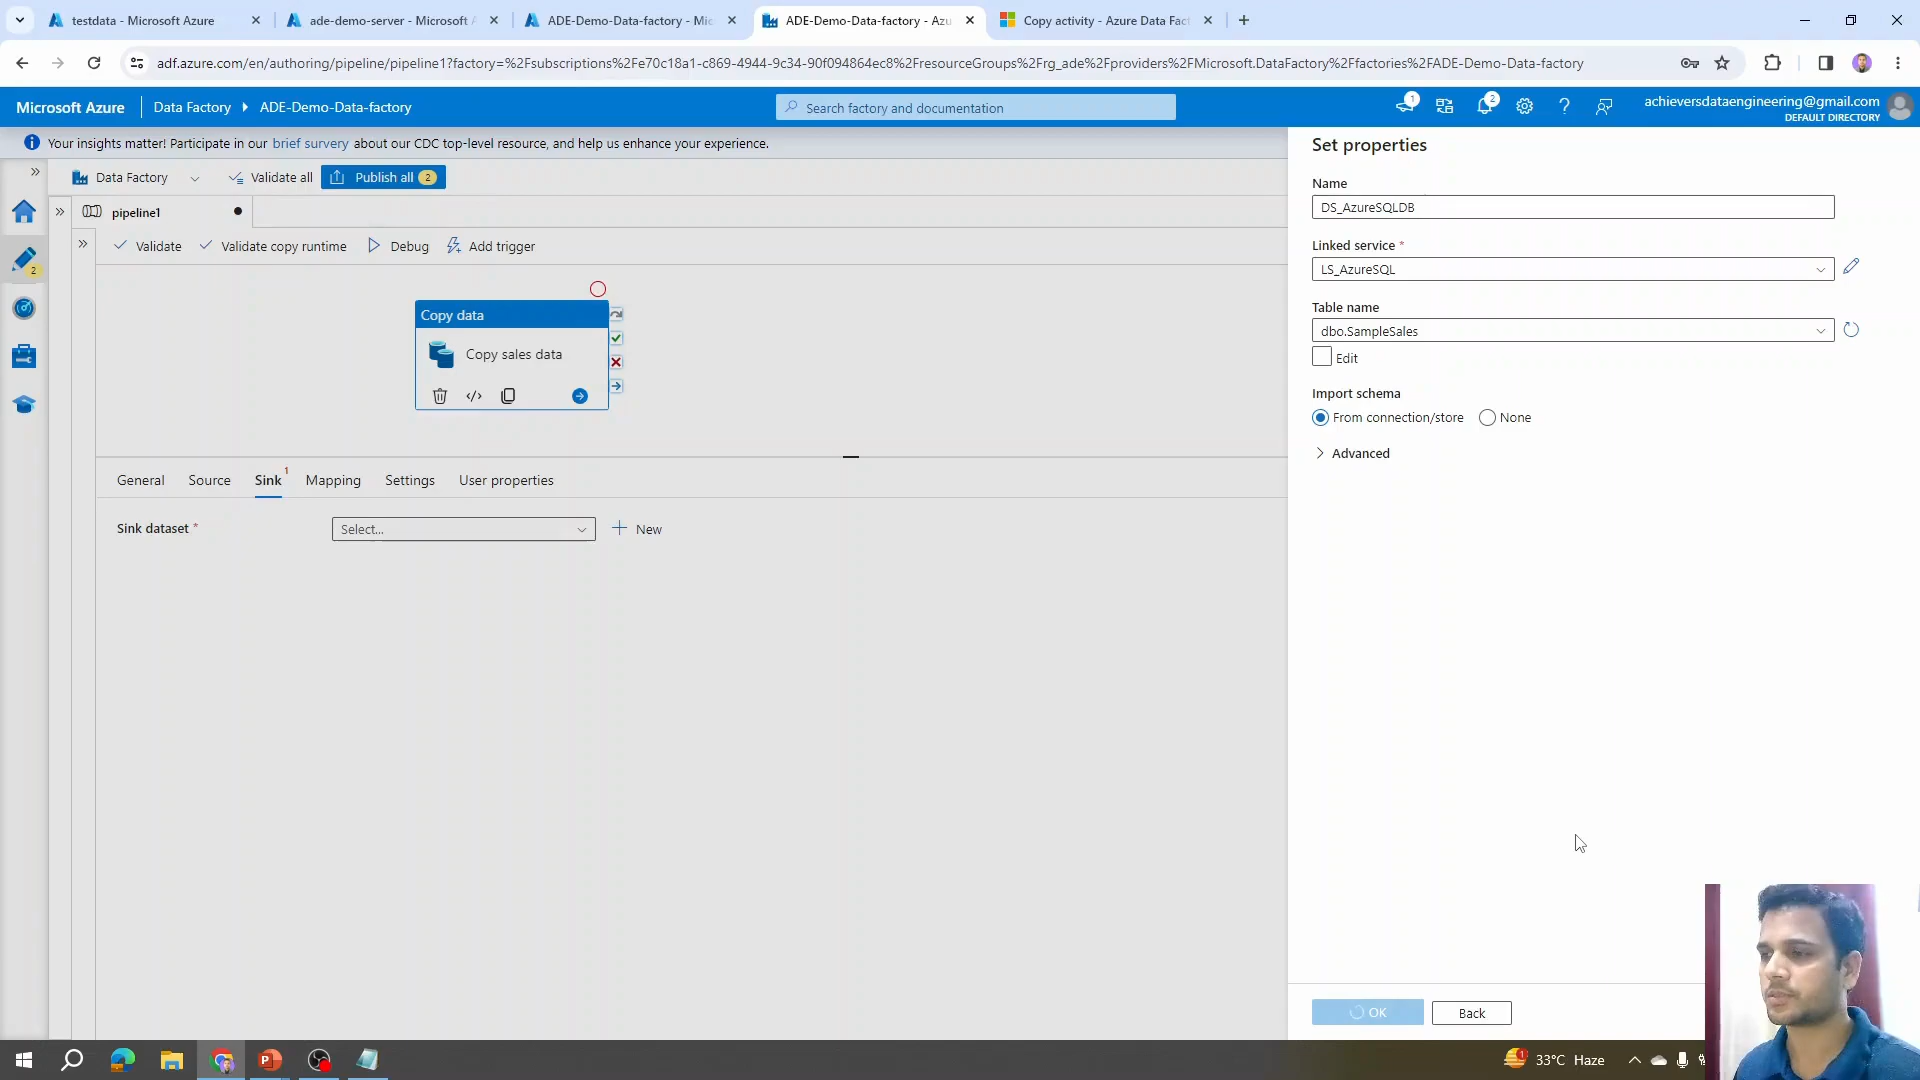 testdata - Microsoft Azure
ade-demo-server - Microsoft A
ADE-Demo-Data-factory - Mic
ADE-Demo-Data-factory - Azu
Copy activity - Azure Data Fact
adf.azure.com/en/authoring/pipeline/pipeline1?factory=%2Fsubscriptions%2Fe70c18a1-c869-4944-9c34-90f094864ec8%2FresourceGroups%2Frg_ade%2Fproviders%2FMicrosoft.DataFactory%2Ffactories%2FADE-Demo-Data-factory
Microsoft Azure
Data Factory
ADE-Demo-Data-factory
Search factory and documentation
1
2
achieversdataengineering@gmail.com
DEFAULT DIRECTORY
Your insights matter! Participate in our brief survery about our CDC top-level resource, and help us enhance your experience.
Data Factory
Validate all
Publish all 2
pipeline1
2
Validate
Validate copy runtime
Debug
Add trigger
Copy data
Copy sales data
General
Source
Sink 1
Mapping
Settings
User properties
Sink dataset *
Select...
New
Set properties
Name
DS_AzureSQLDB
Linked service *
LS_AzureSQL
Table name
dbo.SampleSales
Edit
Import schema
From connection/store
None
Advanced
OK
Back
1
33°C Haze